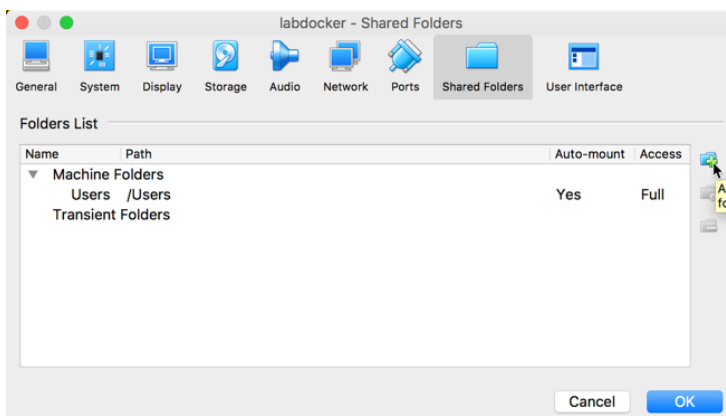 labdocker - Shared Folders
General System Display Storage Audio Network Ports Shared Folders User Interface
Folders List
Name Path Auto-mount Access
Machine Folders
Users /Users Yes Full
Transient Folders
Cancel OK